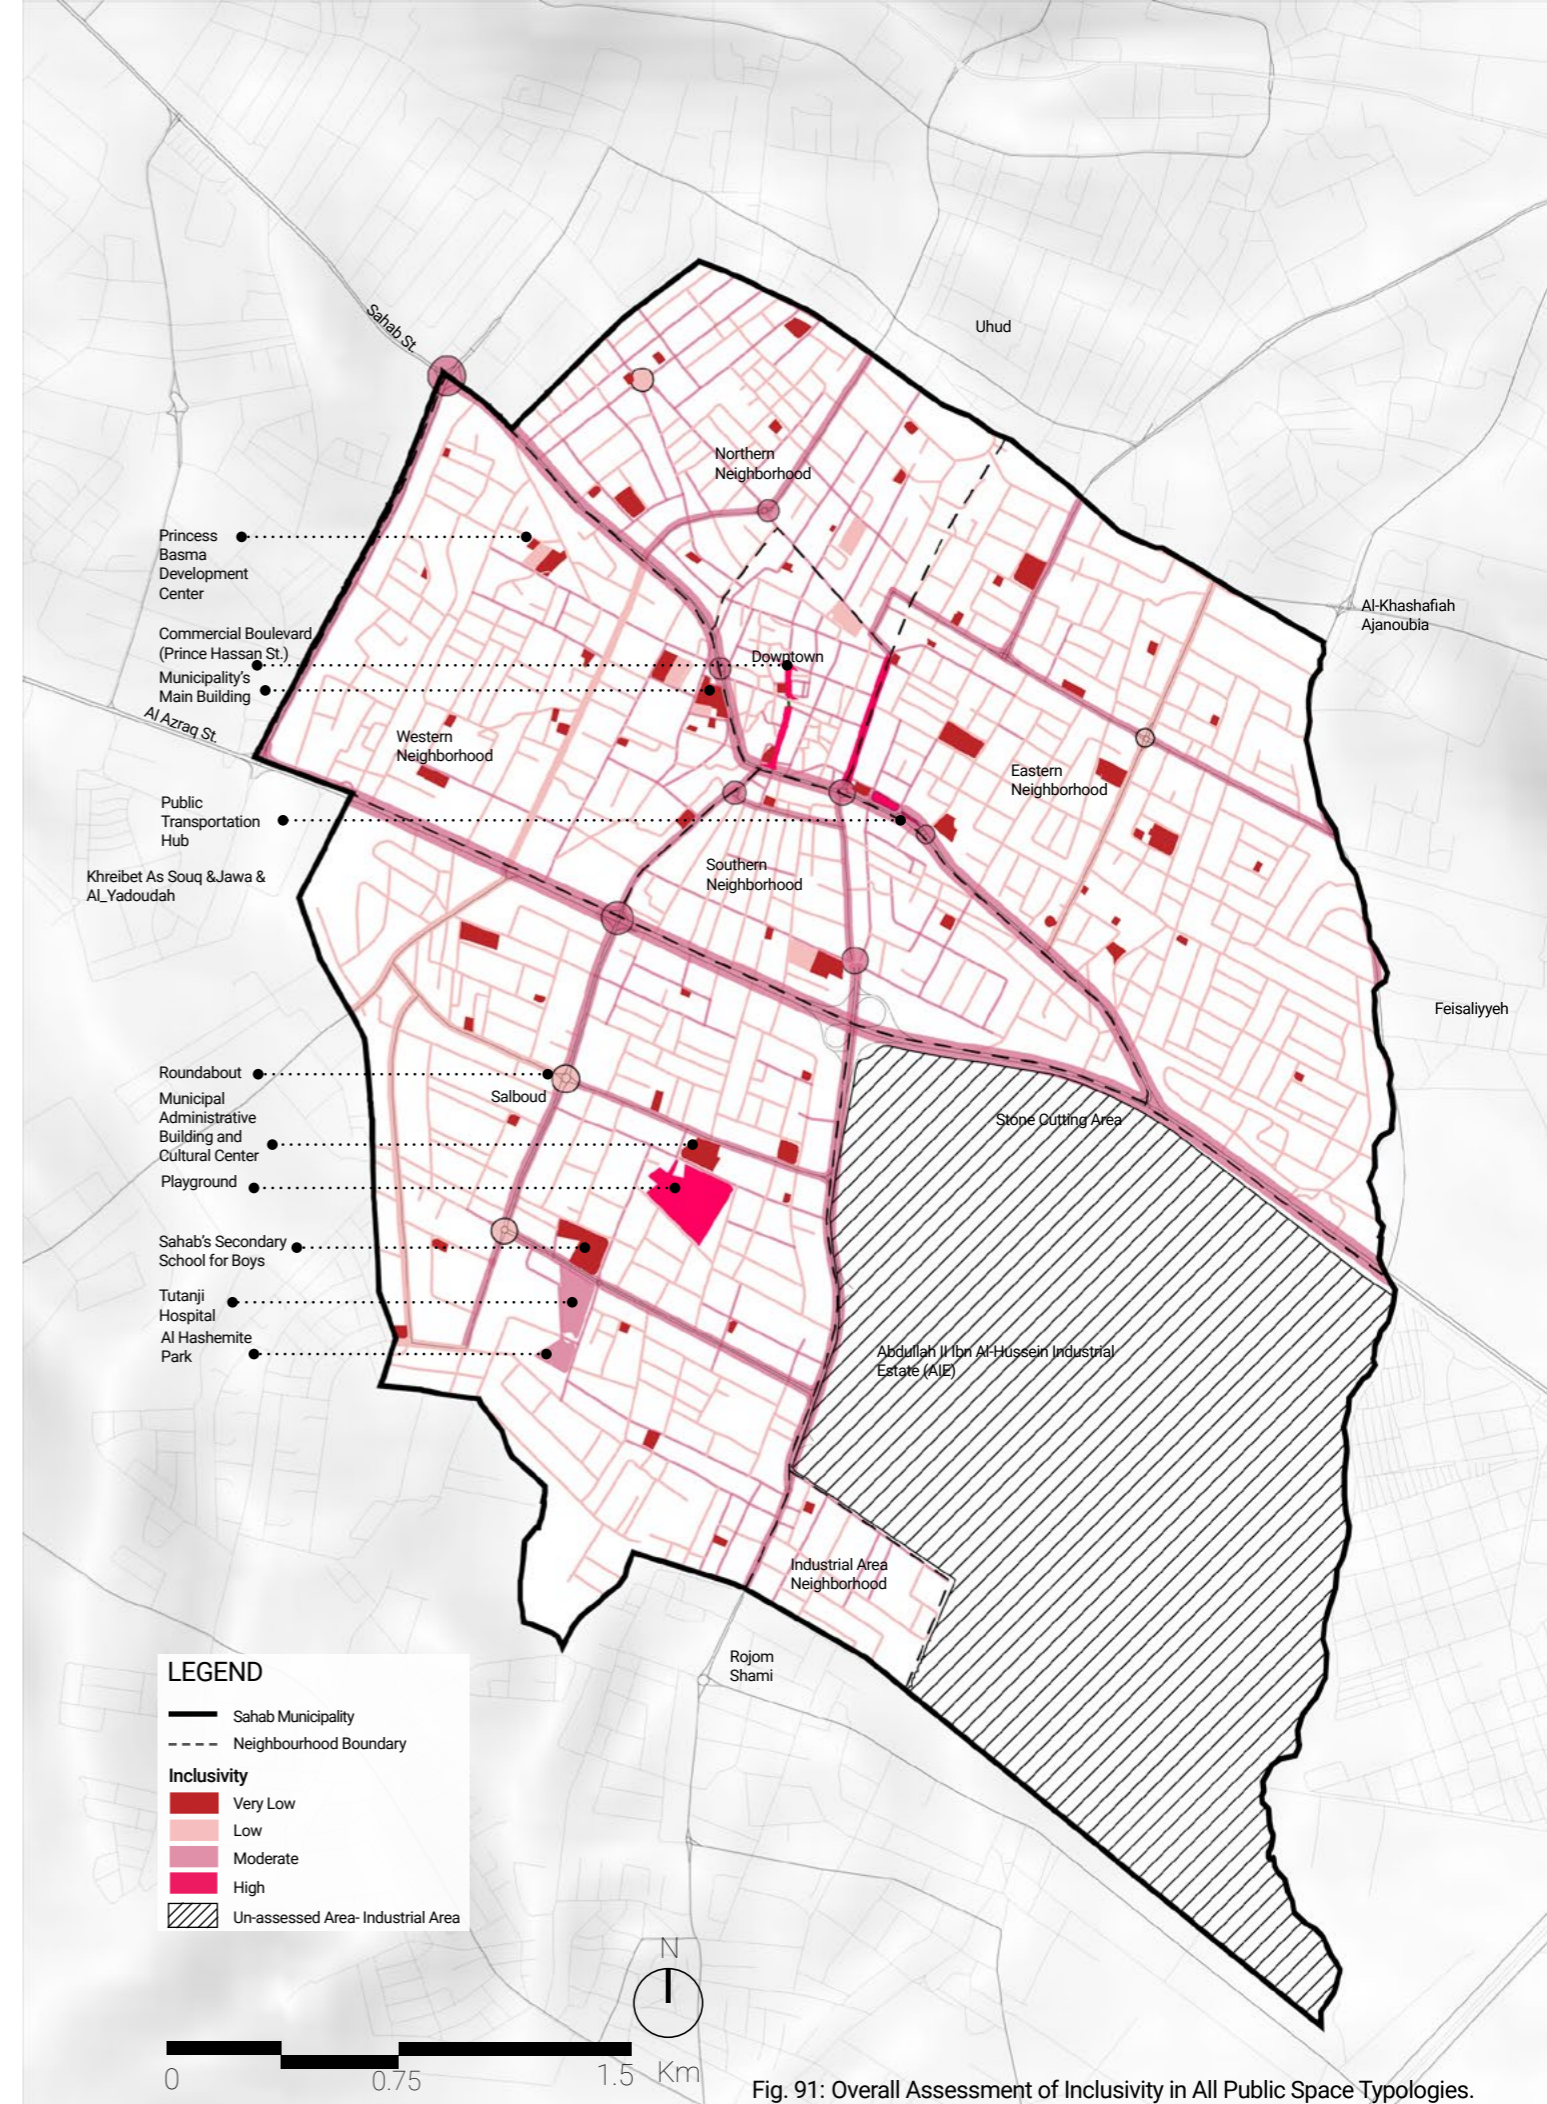 Sahab St.
Uhud
Northern
Neighborhood
Princess
Basma
Development
Center
Al-Khashafiah
Ajanoubia
Commercial Boulevard
(Prince Hassan St.)
Downtown
Municipality's
Main Building
Al Azraq St.
Western
Neighborhood
Eastern
Neighborhood
Public
Transportation
Hub
Southern
Neighborhood
Khreibet As Souq &Jawa &
Al_Yadoudah
Feisaliyyeh
Roundabout
Salboud
Municipal
Administrative
Building and
Cultural Center
Stone Cutting Area
Playground
Sahab's Secondary
School for Boys
Tutanji
Hospital
Al Hashemite
Park
Abdullah II Ibn Al-Hussein Industrial
Estate (AIE)
Industrial Area
Neighborhood
Rojom
Shami
LEGEND
Sahab Municipality
Neighbourhood Boundary
Inclusivity
Very Low
Low
Moderate
High
Un-assessed Area- Industrial Area
N
0
0.75
1.5 Km
Fig. 91: Overall Assessment of Inclusivity in All Public Space Typologies.